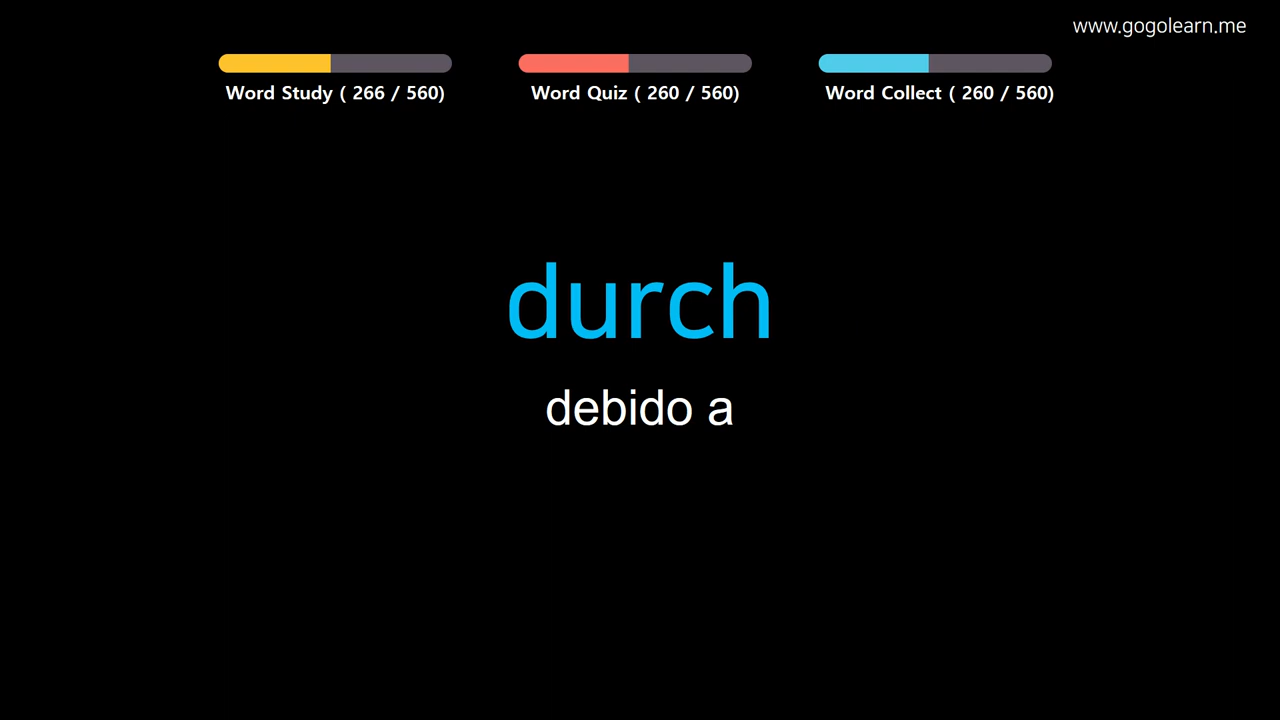 www.gogolearn.me
Word Study ( 266 / 560)
Word Quiz ( 260 / 560)
Word Collect ( 260 / 560)
durch
debido a